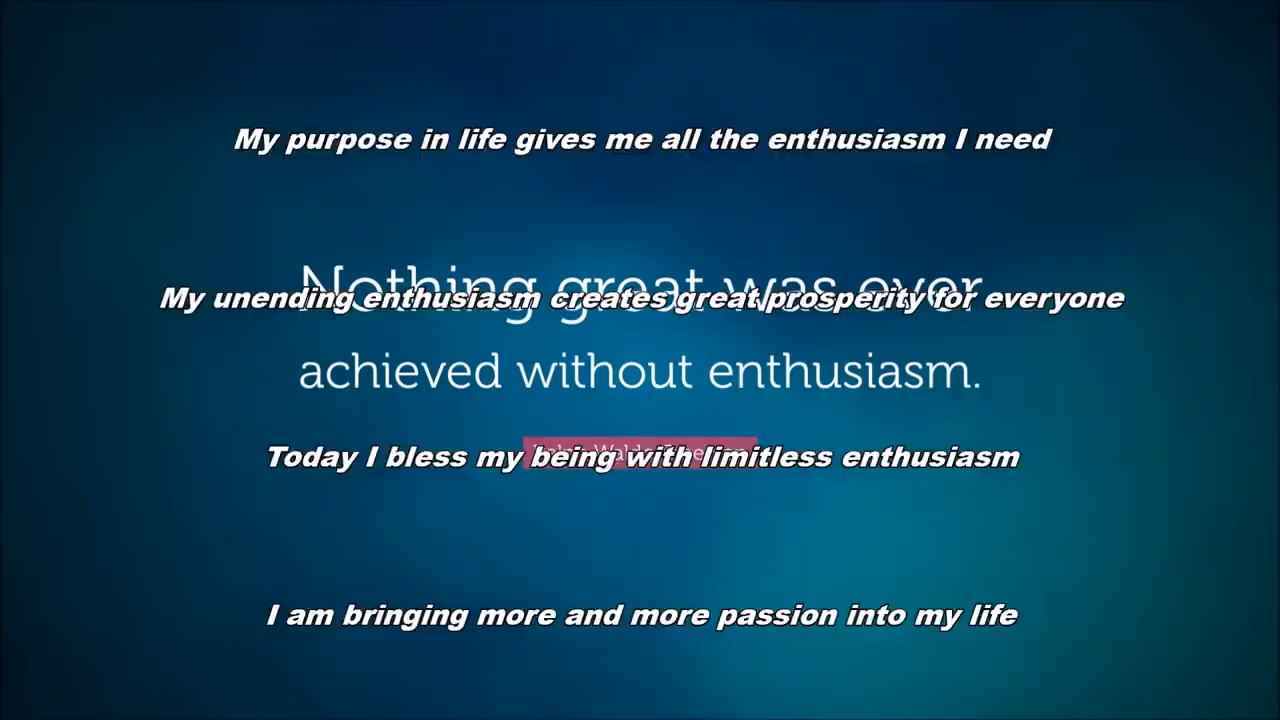 My purpose in life gives me all the enthusiasm I need
Nothing great was ever
My unending enthusiasm creates great prosperity for everyone
achieved without enthusiasm.
Today I bless my being with limitless enthusiasm
I am bringing more and more passion into my life